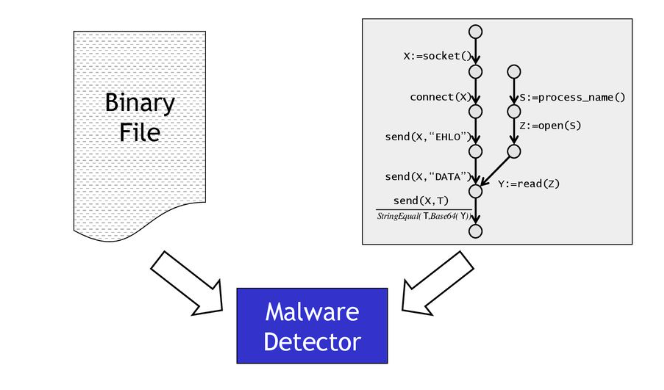 Binary
File
X:=socket()
connect(X)
S:=process_name()
Z:=open(S)
send(X,"EHLO")
send(X,"DATA")
Y:=read(Z)
send(X,T)
StringEqual(T,Base64(Y))
Malware
Detector